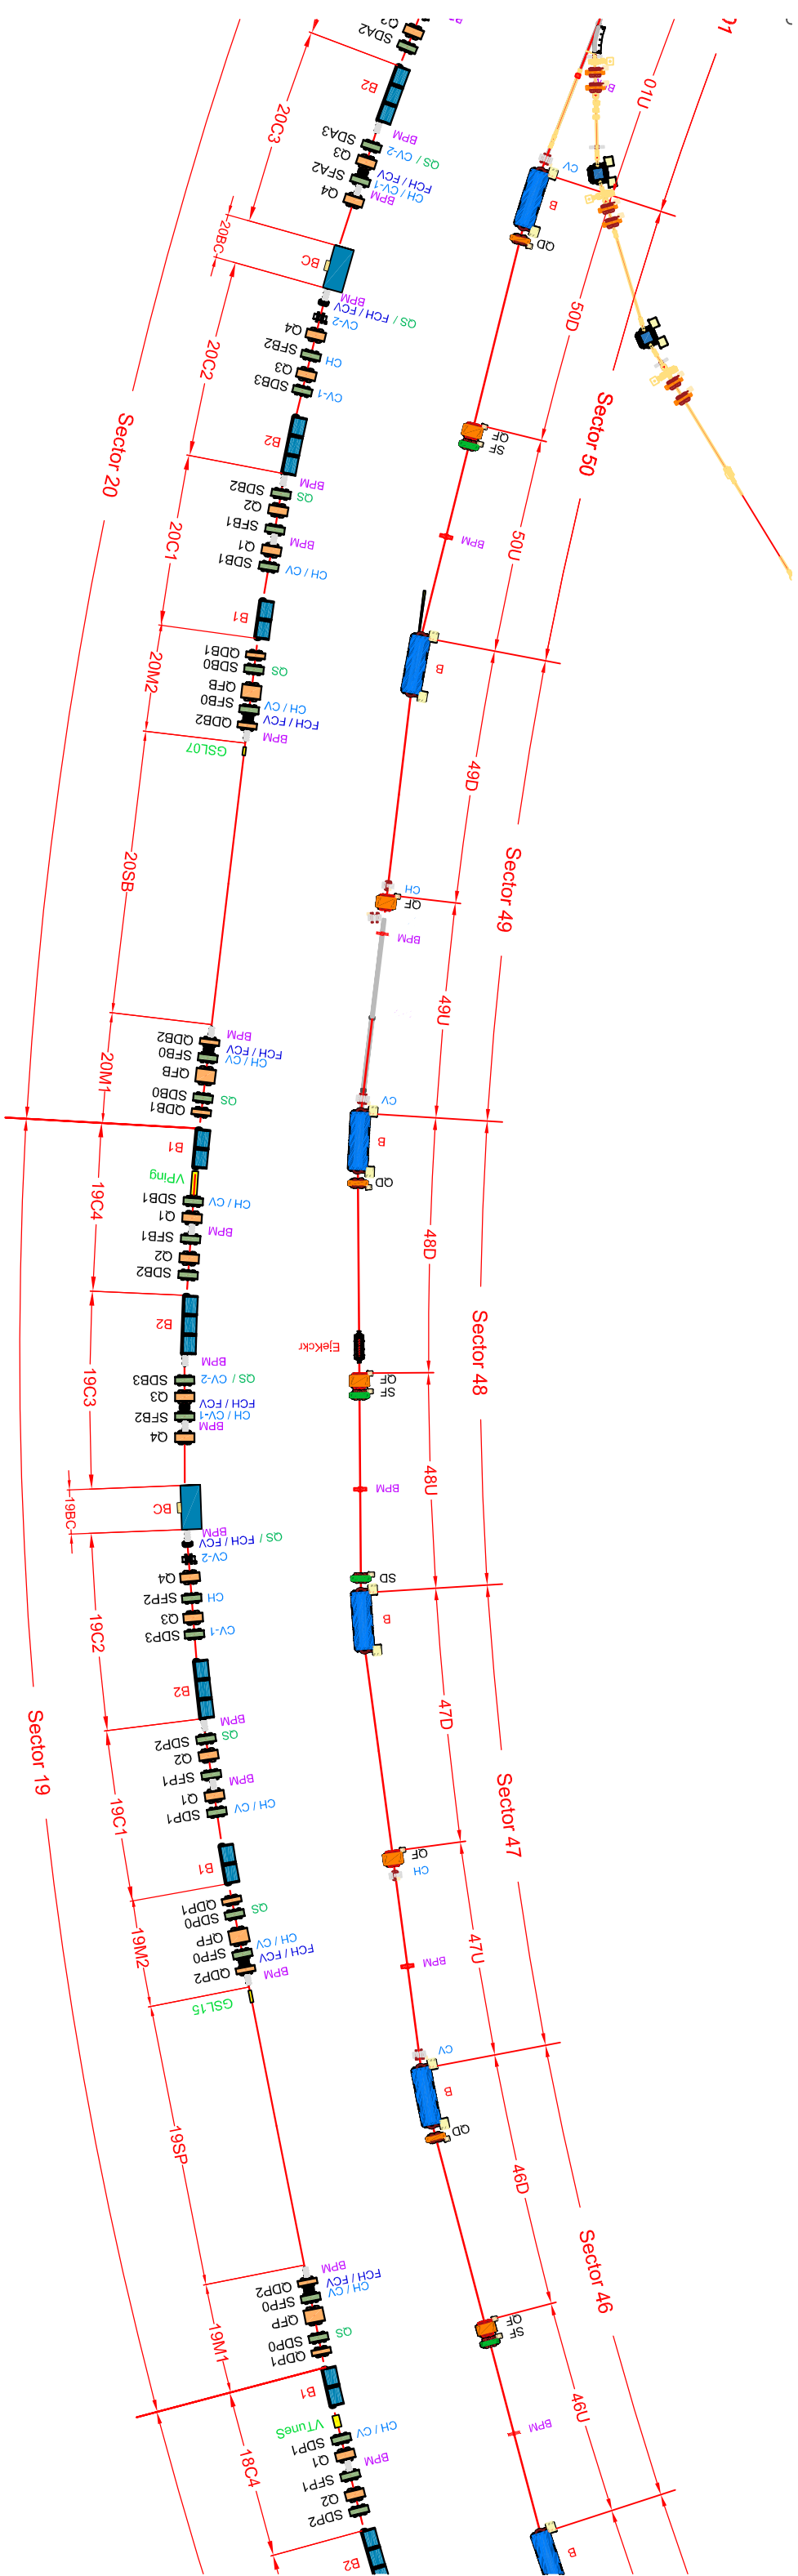 Q2
SDA2
B2
20C3
BPM
SDA3
QS / CV-2
Q3
FCH / FCV
SFA2
CH / CV-1
BPM
Q4
20BC
BC
BPM
QS / FCH / FCV
CV-2
Q4
SFB2
CH
Q3
20C2
SDB3
CV-1
B2
Sector 20
BPM
SDB2
QS
Q2
SFB1
BPM
Q1
20C1
SDB1
CH / CV
B1
QDB1
SDB0
QS
20M2
QFB
SFB0
CH / CV
QDB2
FCH / FCV
BPM
GSL07
20SB
BPM
QDB2
FCH / FCV
SFB0
CH / CV
QFB
20M1
SDB0
QS
QDB1
B1
VPing
SDB1
CH / CV
Q1
19C4
BPM
SFB1
Q2
SDB2
B2
BPM
SDB3
QS / CV-2
Q3
19C3
FCH / FCV
SFB2
CH / CV-1
BPM
Q4
19BC
BC
BPM
QS / FCH / FCV
CV-2
Q4
SFP2
CH
Q3
19C2
SDP3
CV-1
B2
BPM
Sector 19
SDP2
QS
Q2
SFP1
BPM
Q1
19C1
SDP1
CH / CV
B1
QDP1
SDP0
QS
QFP
19M2
SFP0
CH / CV
QDP2
FCH / FCV
BPM
GSL15
19SP
BPM
QDP2
FCH / FCV
SFP0
CH / CV
QFP
19M1
SDP0
QS
QDP1
B1
VTuneS
SDP1
CH / CV
Q1
BPM
18C4
SFP1
Q2
SDP2
B2
01U
CV
B
QD
50D
QF
SF
Sector 50
50U
BPM
B
49D
CH
QF
Sector 49
BPM
49U
CV
B
QD
48D
EjeKckr
QF
SF
Sector 48
48U
BPM
SD
B
47D
QF
CH
Sector 47
47U
BPM
CV
B
QD
46D
QF
SF
Sector 46
46U
BPM
B